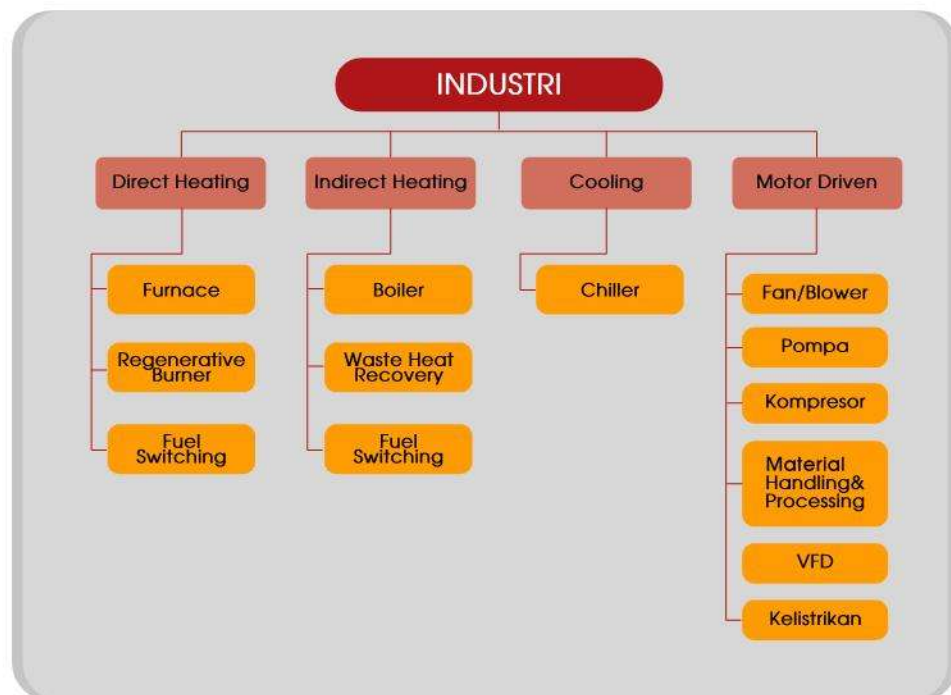 INDUSTRI
Direct Heating
Indirect Heating
Cooling
Motor Driven
Furnace
Regenerative
Burner
Fuel
Switching
Boiler
Waste Heat
Recovery
Fuel
Switching
Chiller
Fan/Blower
Pompa
Kompresor
Material
Handling&
Processing
VFD
Kelistrikan